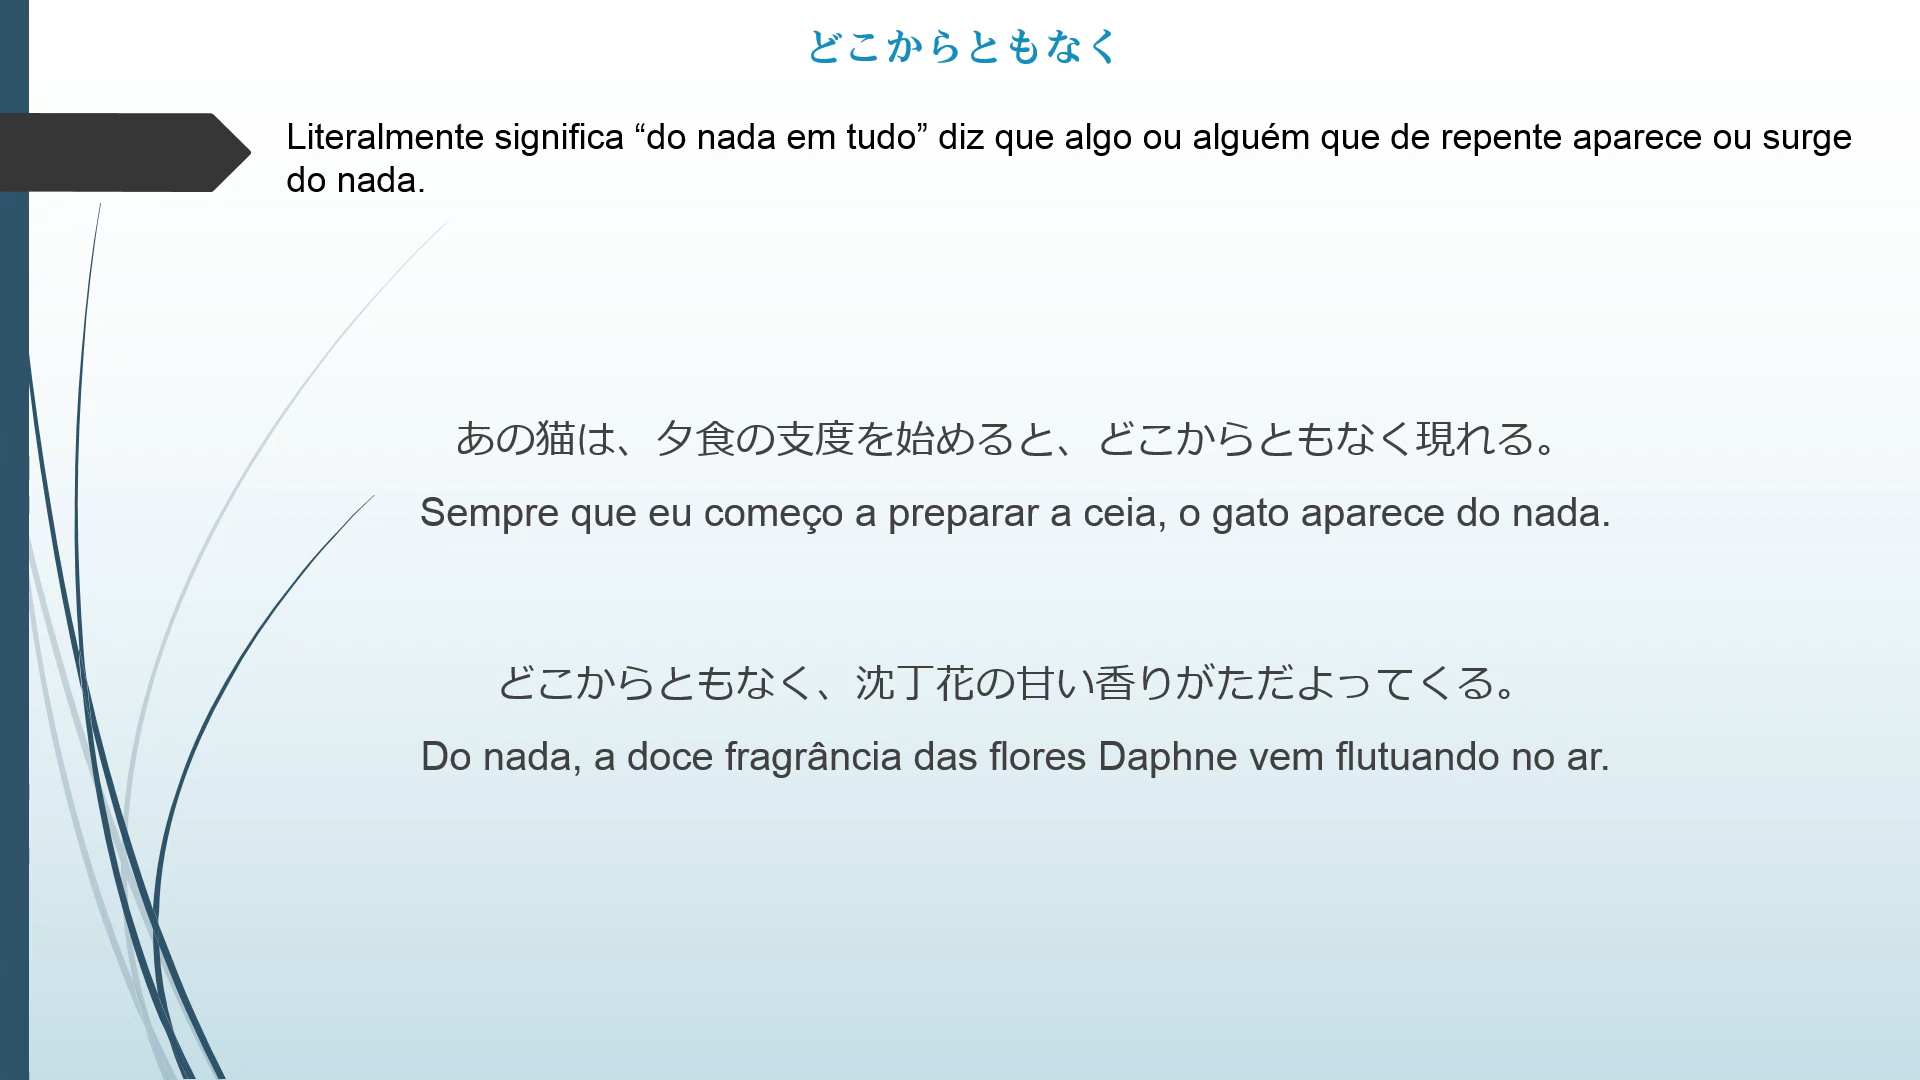 どこからともなく
Literalmente significa “do nada em tudo” diz que algo ou alguém que de repente aparece ou surge
do nada.
あの猫は、夕食の支度を始めると、どこからともなく現れる。
Sempre que eu começo a preparar a ceia, o gato aparece do nada.
どこからともなく、沈丁花の甘い香りがただよってくる。
Do nada, a doce fragrância das flores Daphne vem flutuando no ar.